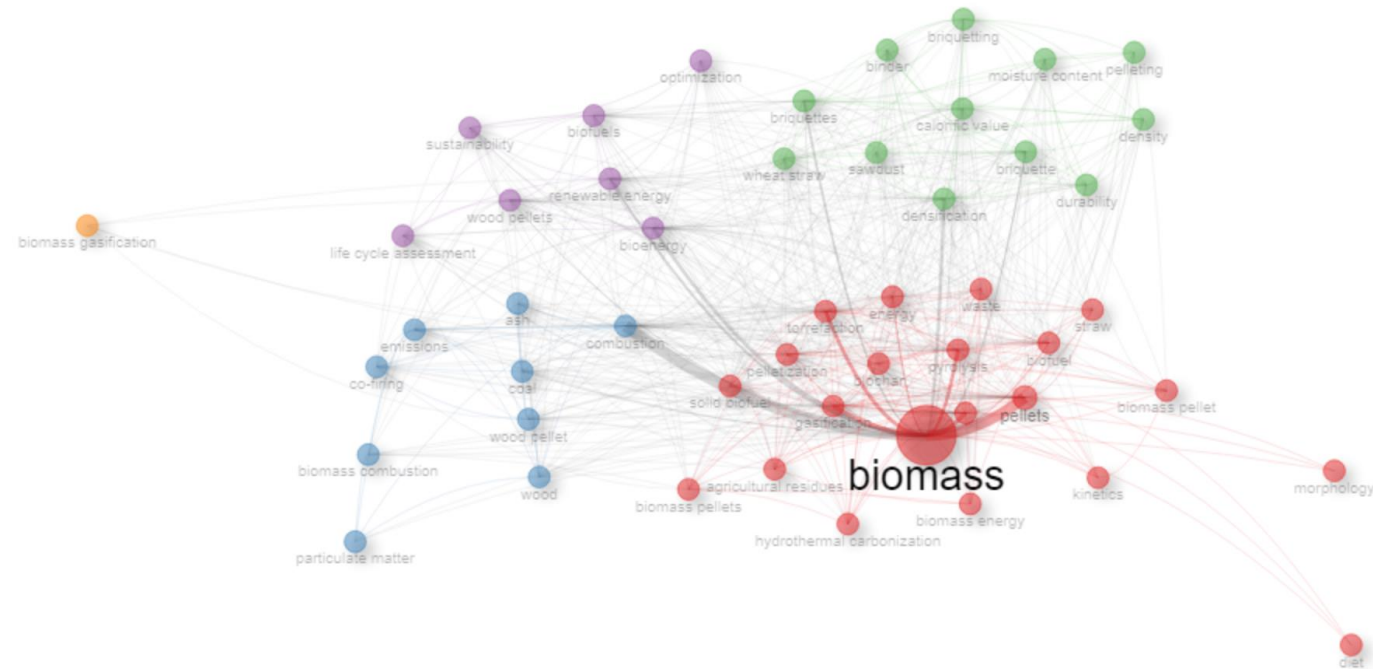 briquetting
binder
moisture content
pelleting
optimization
briquettes
calorific value
density
biofuels
sustainability
wheat straw
sawdust
briquette
renewable energy
durability
wood pellets
densification
biomass gasification
life cycle assessment
bioenergy
ash
energy
waste
torrefaction
straw
emissions
combustion
pelletization
biochar
pyrolysis
biofuel
co-firing
coal
solid biofuel
gasification
pellets
biomass pellet
wood pellet
biomass combustion
wood
biomass
agricultural residues
biomass pellets
kinetics
morphology
biomass energy
hydrothermal carbonization
particulate matter
diet